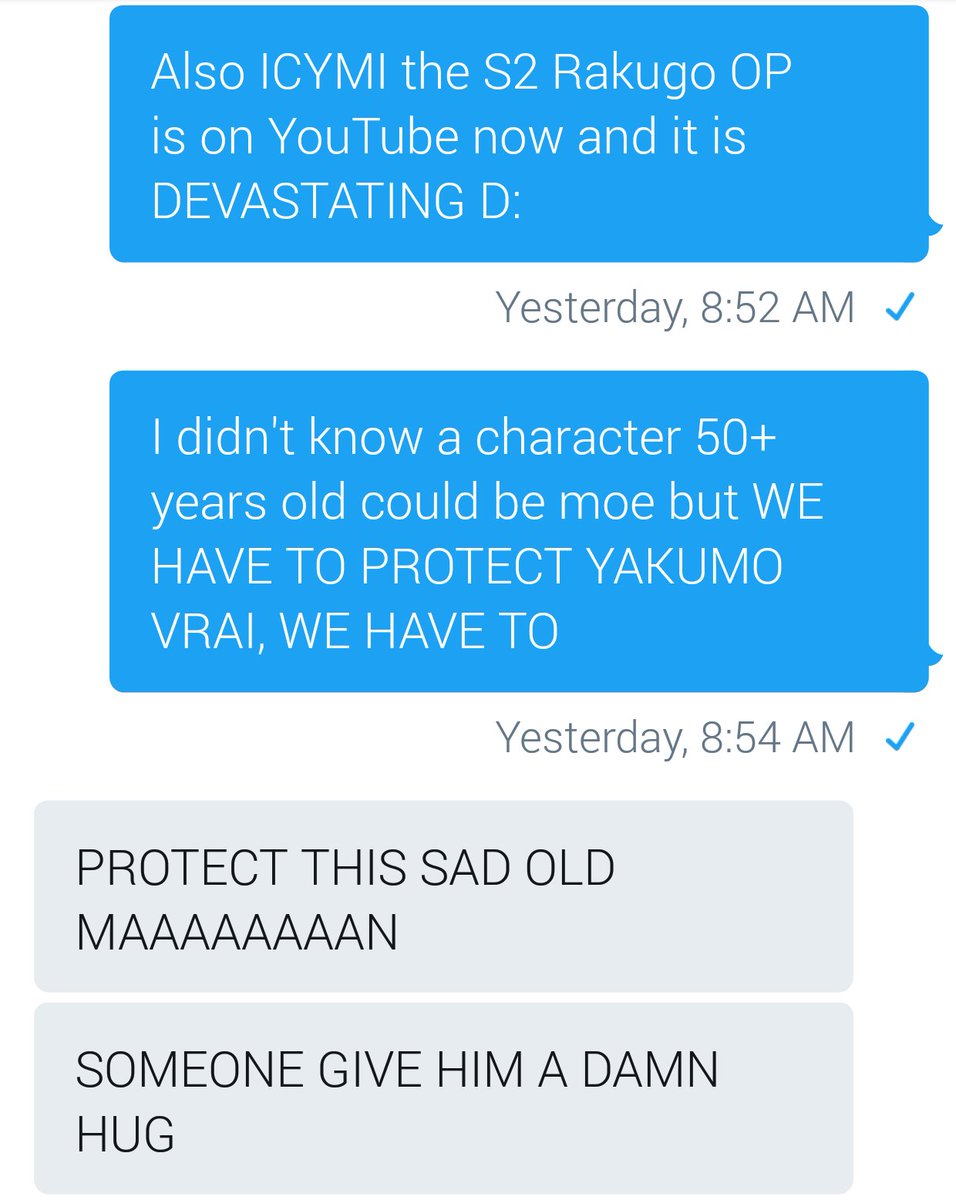 Also ICYMI the S2 Rakugo OP
is on YouTube now and it is
DEVASTATING D:
Yesterday, 8:52 AM ✓
I didn't know a character 50+
years old could be moe but WE
HAVE TO PROTECT YAKUMO
VRAI, WE HAVE TO
Yesterday, 8:54 AM ✓
PROTECT THIS SAD OLD
MAAAAAAAAN
SOMEONE GIVE HIM A DAMN
HUG